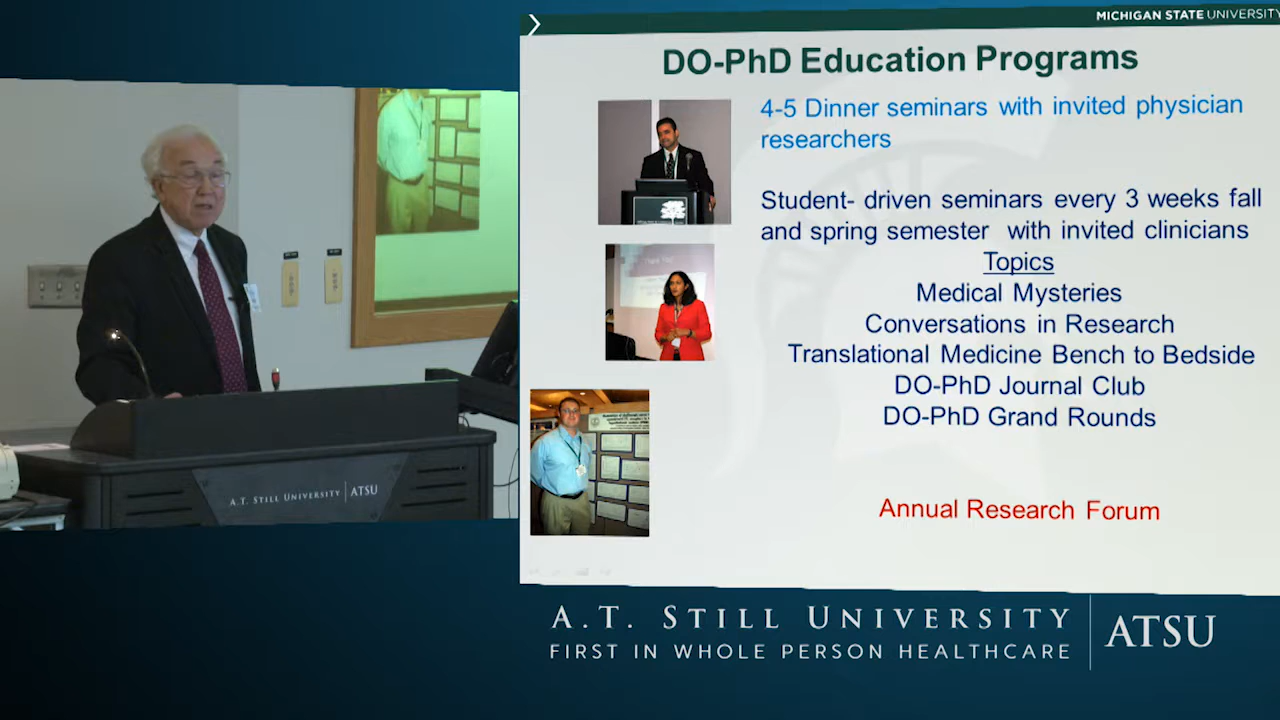 MICHIGAN STATE UNIVERSITY
DO-PhD Education Programs
4-5 Dinner seminars with invited physician
researchers
Student- driven seminars every 3 weeks fall
and spring semester with invited clinicians
Topics
Medical Mysteries
Conversations in Research
Translational Medicine Bench to Bedside
DO-PhD Journal Club
DO-PhD Grand Rounds
Annual Research Forum
A.T. STILL UNIVERSITY ATSU
A.T. STILL UNIVERSITY
FIRST IN WHOLE PERSON HEALTHCARE
ATSU